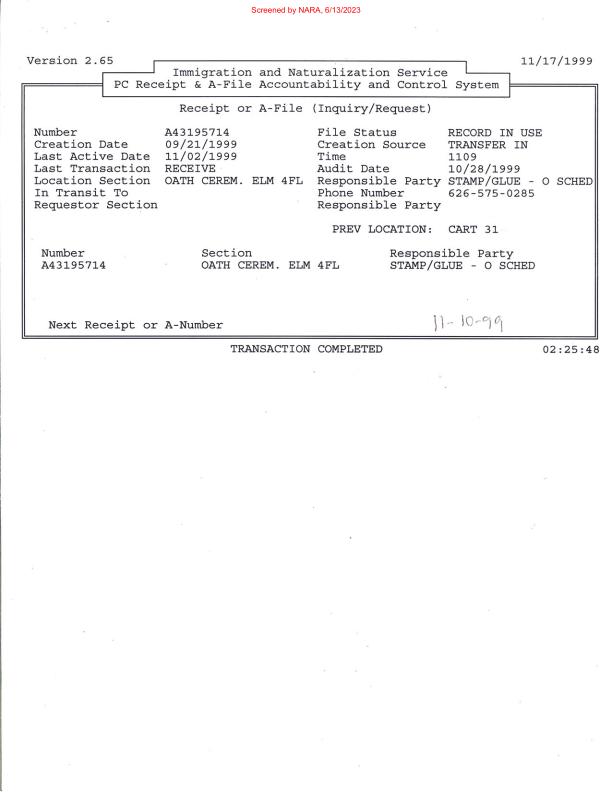 Screened by NARA, 6/13/2023
Version 2.65 11/17/1999
Immigration and Naturalization Service
PC Receipt & A-File Accountability and Control System
Receipt or A-File (Inquiry/Request)
Number A43195714 File Status RECORD IN USE
Creation Date 09/21/1999 Creation Source TRANSFER IN
Last Active Date 11/02/1999 Time 1109
Last Transaction RECEIVE Audit Date 10/28/1999
Location Section OATH CEREM. ELM 4FL Responsible Party STAMP/GLUE - O SCHED
In Transit To Phone Number 626-575-0285
Requestor Section Responsible Party
PREV LOCATION: CART 31
Number Section Responsible Party
A43195714 OATH CEREM. ELM 4FL STAMP/GLUE - O SCHED
Next Receipt or A-Number 11-10-99
TRANSACTION COMPLETED 02:25:48